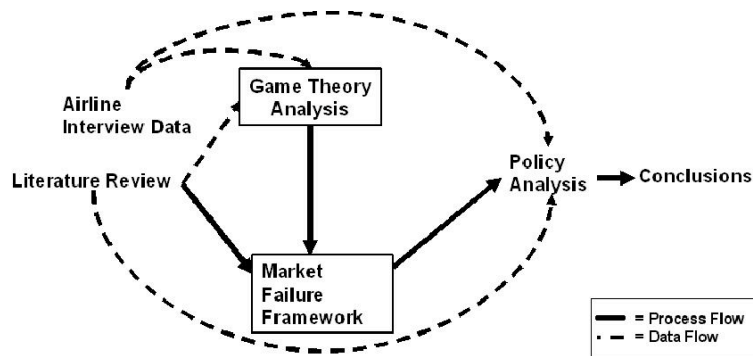 Game Theory
Analysis
Airline
Interview Data
Literature Review
Policy
Analysis
Conclusions
Market
Failure
Framework
= Process Flow
= Data Flow